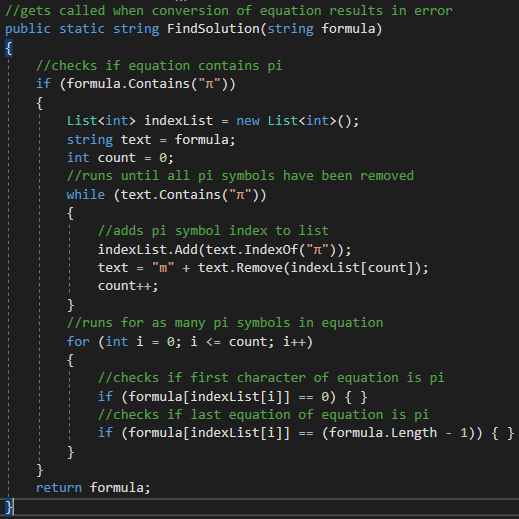 //gets called when conversion of equation results in error
public static string FindSolution(string formula)
{
//checks if equation contains pi
if (formula.Contains("π"))
{
List<int> indexList = new List<int>();
string text = formula;
int count = 0;
//runs until all pi symbols have been removed
while (text.Contains("π"))
{
//adds pi symbol index to list
indexList.Add(text.IndexOf("π"));
text = "m" + text.Remove(indexList[count]);
count++;
}
//runs for as many pi symbols in equation
for (int i = 0; i <= count; i++)
{
//checks if first character of equation is pi
if (formula[indexList[i]] == 0) { }
//checks if last equation of equation is pi
if (formula[indexList[i]] == (formula.Length - 1)) { }
}
}
return formula;
}